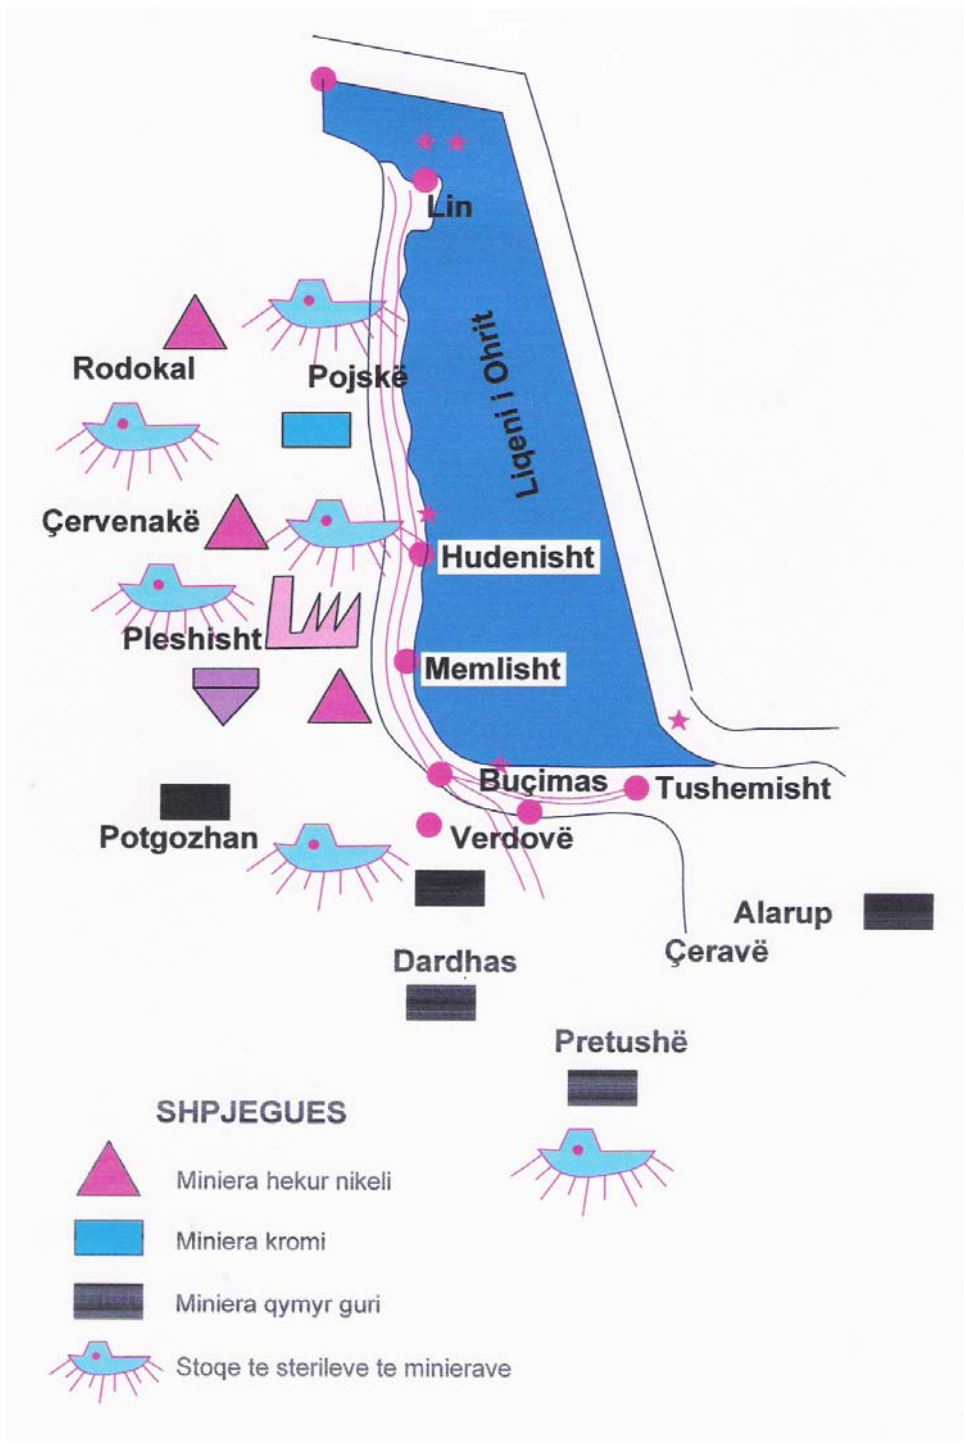 Lin
Liqeni i Ohrit
Rodokal
Pojskë
Çervenakë
Hudenisht
Pleshisht
Memlisht
Buçimas
Tushemisht
Potgozhan
Verdovë
Alarup
Çeravë
Dardhas
Pretushë
SHPJEGUES
Miniera hekur nikeli
Miniera kromi
Miniera qymyr guri
Stoqe te sterileve te minierave